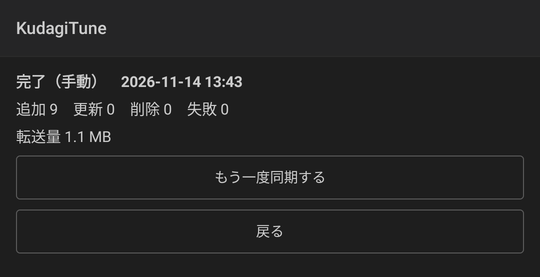 KudagiTune
完了（手動） 2026-11-14 13:43
追加 9 更新 0 削除 0 失敗 0
転送量 1.1 MB
もう一度同期する
戻る